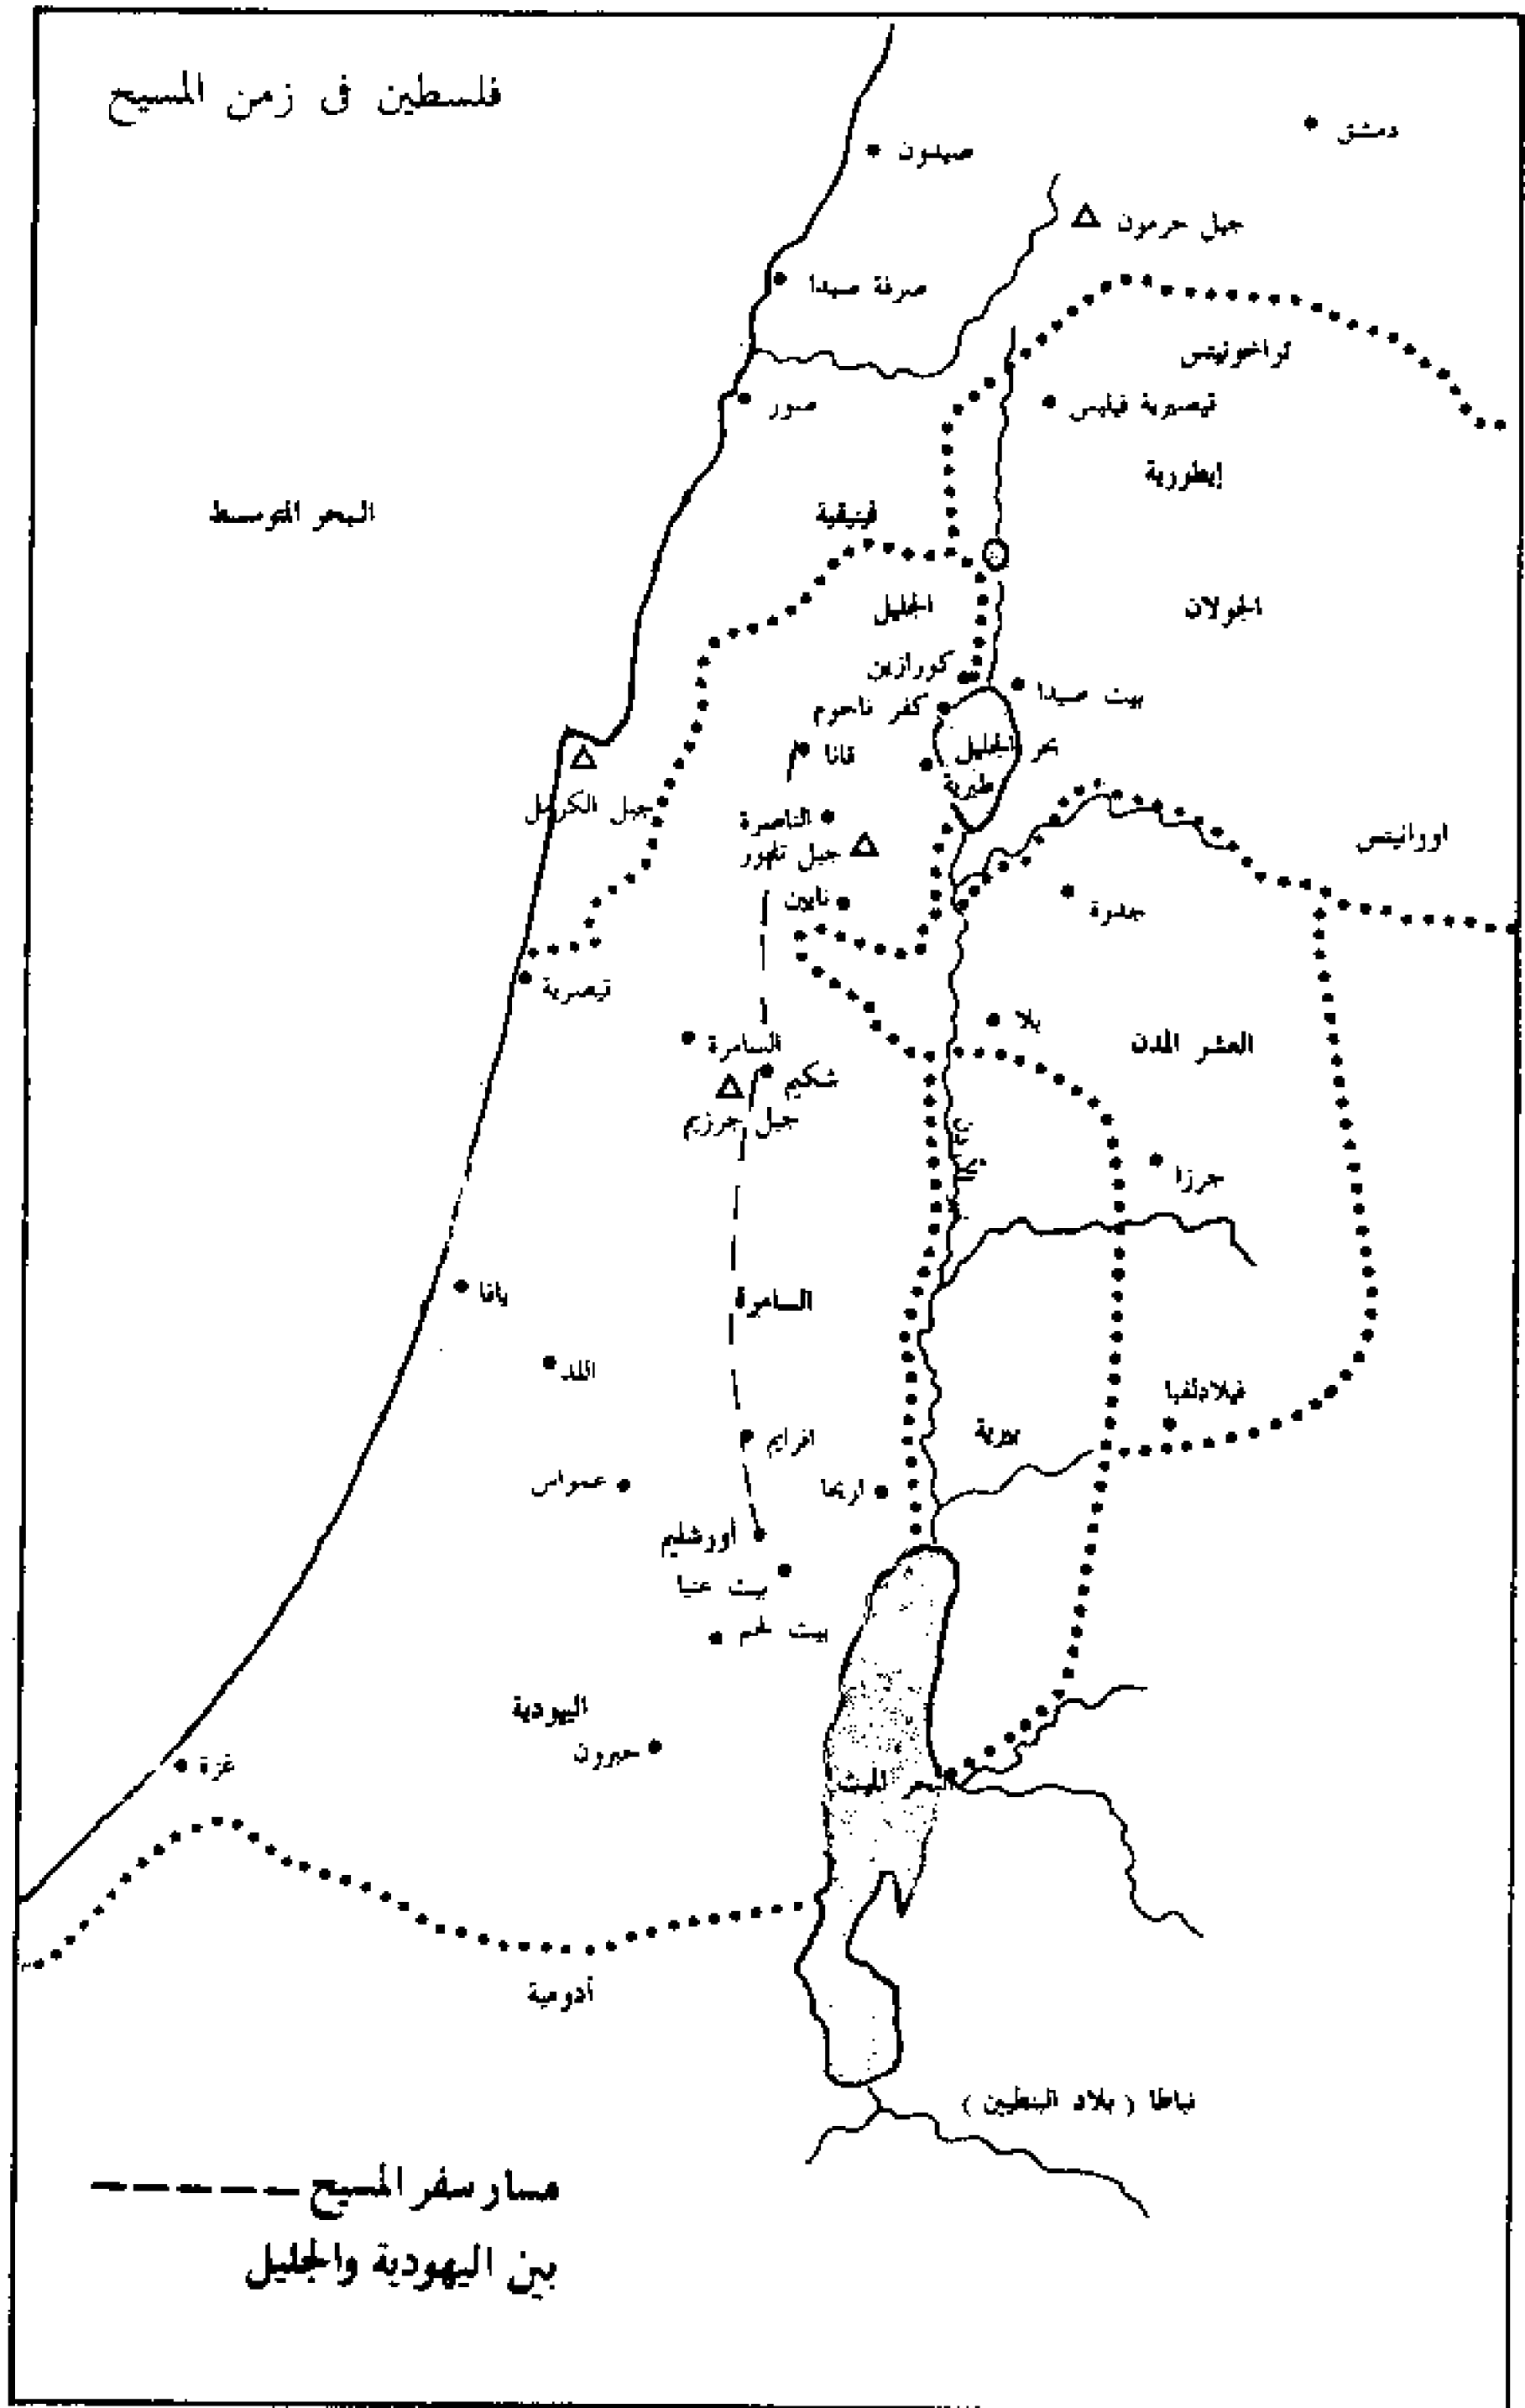 فلسطين فى زمن المسيح
دمشق
صيدون
جبل حرمون
صرفة صيدا
تراخونيتس
قيصيرية فيلبس
صور
إيطورية
البحر المتوسط
فينيقية
الجليل
الجولان
كورازين
بيت صيدا
كفر ناحوم
قانا
بحر الجليل
طبرية
جبل الكرمل
الناصرة
جبل تابور
اورانيتس
نايين
جدرة
قيصرية
بلا
العشر المدن
السامرة
شكيم
جبل جرزيم
الأردن
جرزا
يافا
السامرة
اللد
فيلادلفيا
بيرية
افرايم
عمواس
اريحا
أورشليم
بيت عنيا
بيت لحم
اليهودية
حبرون
غزة
البحر الميت
أدومية
نباطا ( بلاد النبطيين )
مسار سفر المسيح
بين اليهودية والجليل